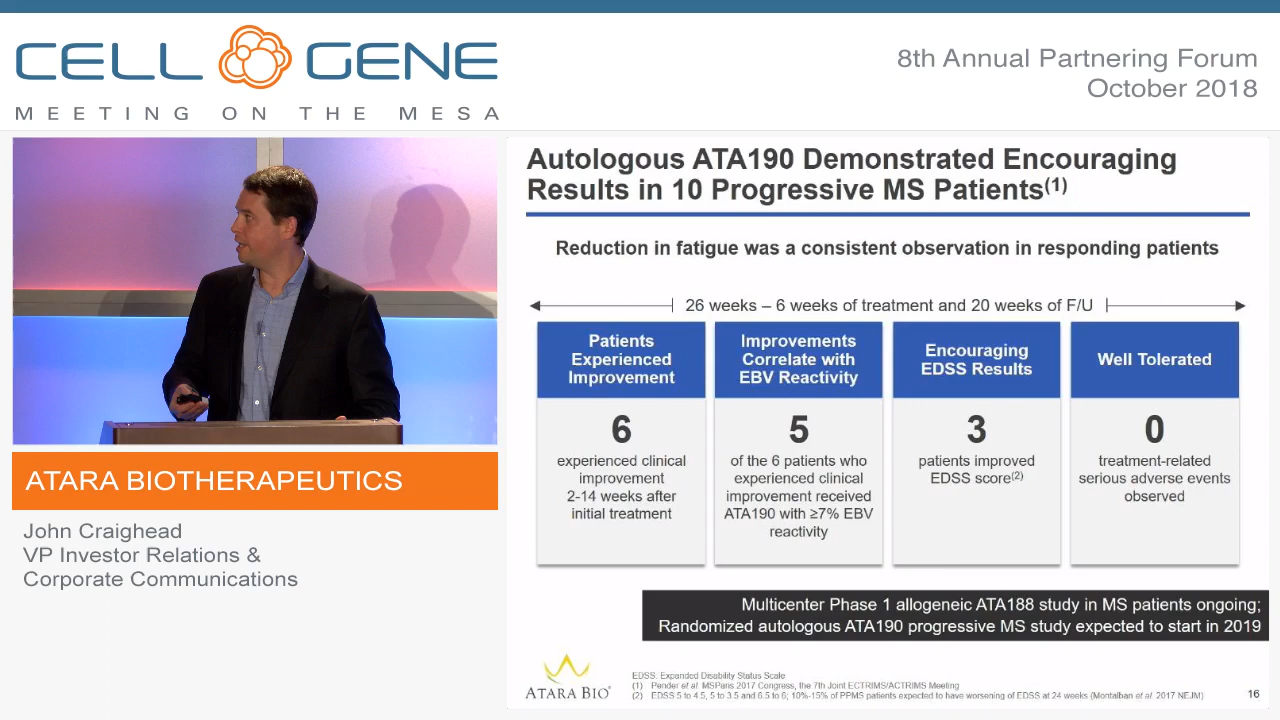 CELL GENE
MEETING ON THE MESA
8th Annual Partnering Forum
October 2018
ATARA BIOTHERAPEUTICS
John Craighead
VP Investor Relations &
Corporate Communications
Autologous ATA190 Demonstrated Encouraging
Results in 10 Progressive MS Patients(1)
Reduction in fatigue was a consistent observation in responding patients
26 weeks – 6 weeks of treatment and 20 weeks of F/U
Patients
Experienced
Improvement
6
experienced clinical
improvement
2-14 weeks after
initial treatment
Improvements
Correlate with
EBV Reactivity
5
of the 6 patients who
experienced clinical
improvement received
ATA190 with ≥7% EBV
reactivity
Encouraging
EDSS Results
3
patients improved
EDSS score(2)
Well Tolerated
0
treatment-related
serious adverse events
observed
Multicenter Phase 1 allogeneic ATA188 study in MS patients ongoing;
Randomized autologous ATA190 progressive MS study expected to start in 2019
ATARA BIO®
EDSS: Expanded Disability Status Scale
(1) Pender et al. MSParis 2017 Congress, the 7th Joint ECTRIMS/ACTRIMS Meeting
(2) EDSS 5 to 4.5, 5 to 3.5 and 6.5 to 6; 10%-15% of PPMS patients expected to have worsening of EDSS at 24 weeks (Montalban et al. 2017 NEJM)
16